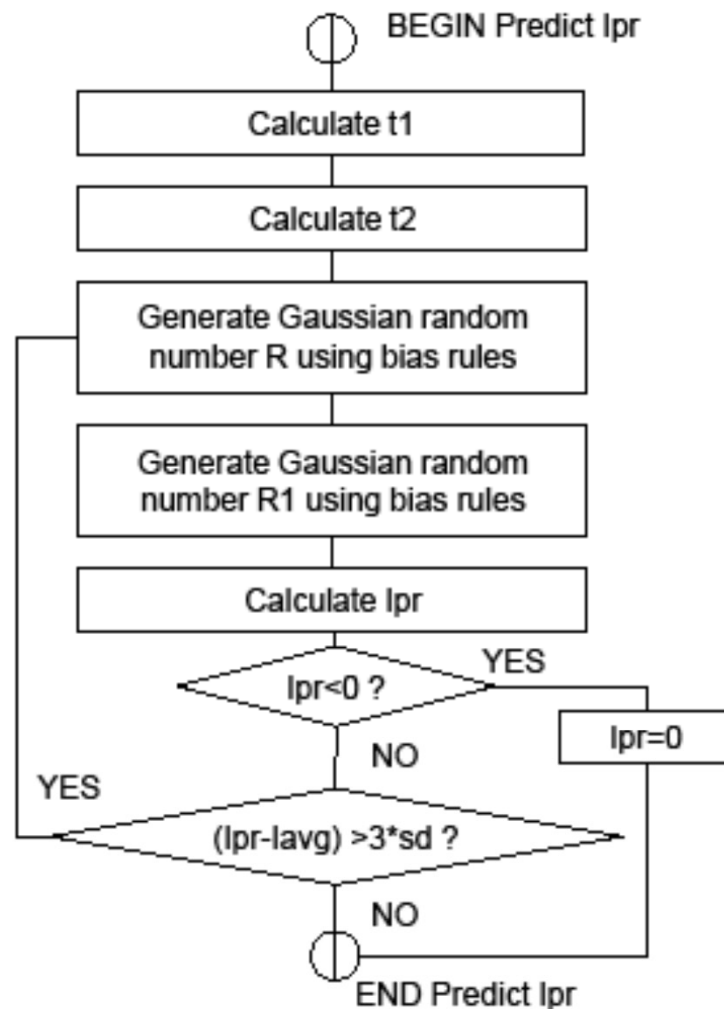 BEGIN Predict Ipr
Calculate t1
Calculate t2
Generate Gaussian random
number R using bias rules
Generate Gaussian random
number R1 using bias rules
Calculate Ipr
Ipr<0 ?
YES
Ipr=0
NO
YES
(Ipr-Iavg) >3*sd ?
NO
END Predict Ipr